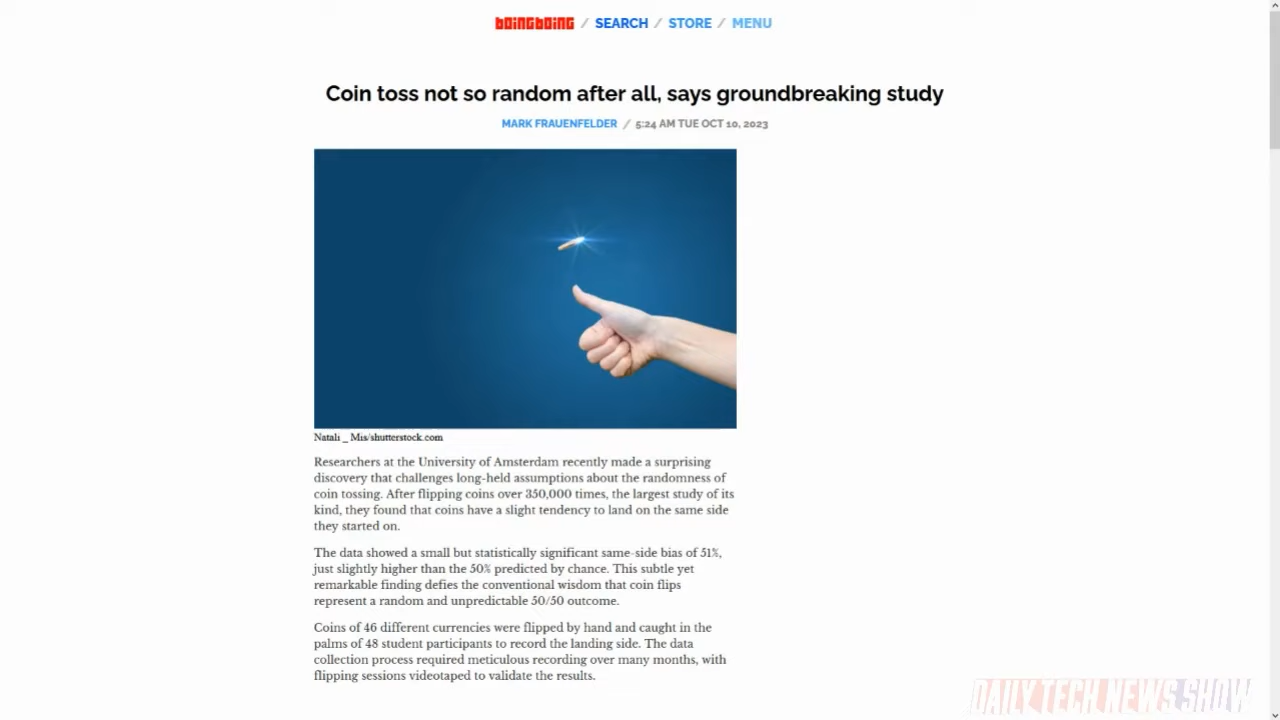 boingboing / SEARCH / STORE / MENU
Coin toss not so random after all, says groundbreaking study
MARK FRAUENFELDER / 5:24 AM TUE OCT 10, 2023
Natali _ Mis/shutterstock.com
Researchers at the University of Amsterdam recently made a surprising
discovery that challenges long-held assumptions about the randomness of
coin tossing. After flipping coins over 350,000 times, the largest study of its
kind, they found that coins have a slight tendency to land on the same side
they started on.
The data showed a small but statistically significant same-side bias of 51%,
just slightly higher than the 50% predicted by chance. This subtle yet
remarkable finding defies the conventional wisdom that coin flips
represent a random and unpredictable 50/50 outcome.
Coins of 46 different currencies were flipped by hand and caught in the
palms of 48 student participants to record the landing side. The data
collection process required meticulous recording over many months, with
flipping sessions videotaped to validate the results.
DAILY TECH NEWS SHOW